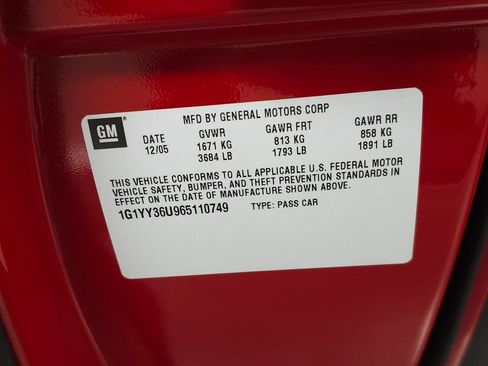 GM
MFD BY GENERAL MOTORS CORP
DATE GVWR GAWR FRT GAWR RR
12/05 1671 KG 813 KG 858 KG
3684 LB 1793 LB 1891 LB
THIS VEHICLE CONFORMS TO ALL APPLICABLE U.S. FEDERAL MOTOR
VEHICLE SAFETY, BUMPER, AND THEFT PREVENTION STANDARDS IN
EFFECT ON THE DATE OF MANUFACTURE SHOWN ABOVE.
1G1YY36U965110749 TYPE: PASS CAR